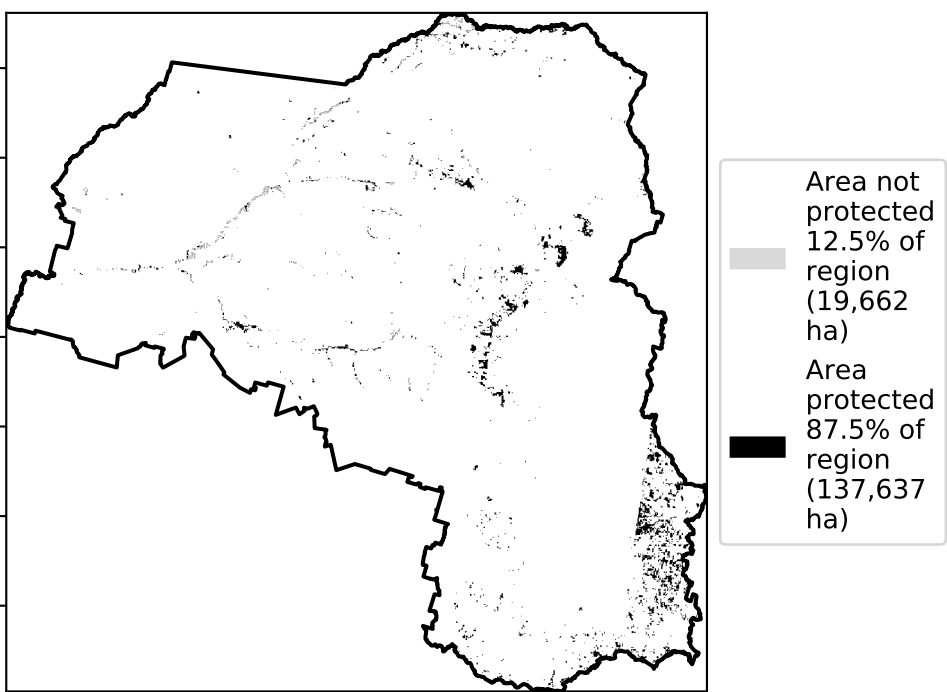 Area not
protected
12.5% of
region
(19,662
ha)
Area
protected
87.5% of
region
(137,637
ha)